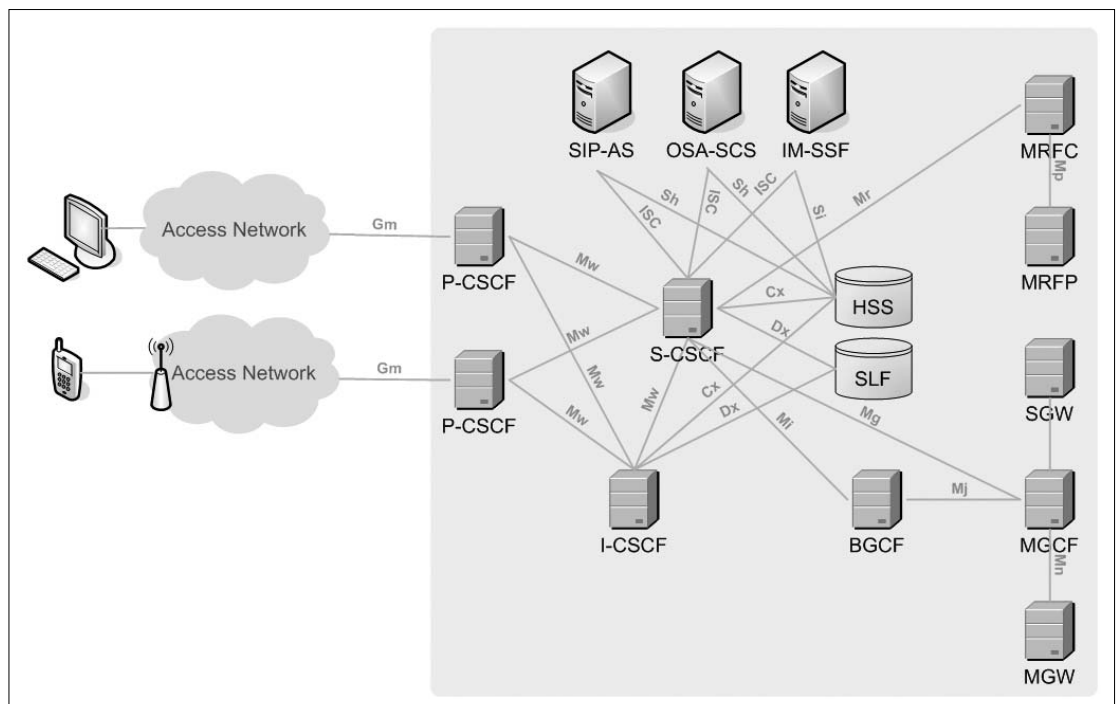 SIP-AS
OSA-SCS
IM-SSF
MRFC
Mp
Sh
Sh
ISC
Mr
ISC
ISC
Si
Access Network
Gm
P-CSCF
Mw
MRFP
Cx
HSS
S-CSCF
Dx
Mw
SLF
Access Network
Gm
P-CSCF
Mw
Mw
Mw
Cx
Dx
Mi
Mg
SGW
I-CSCF
BGCF
Mj
MGCF
Mn
MGW